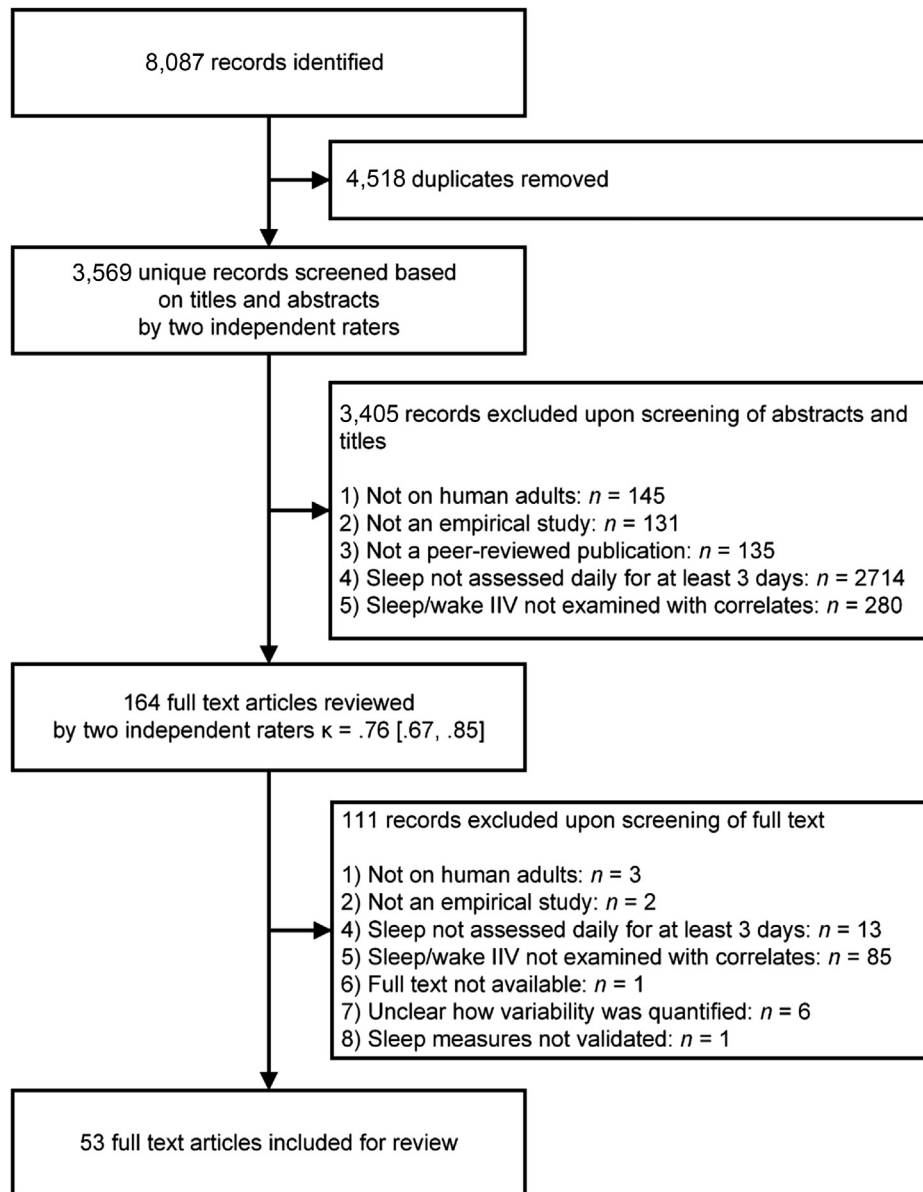 8,087 records identified
4,518 duplicates removed
3,569 unique records screened based
on titles and abstracts
by two independent raters
3,405 records excluded upon screening of abstracts and
titles
1) Not on human adults: n = 145
2) Not an empirical study: n = 131
3) Not a peer-reviewed publication: n = 135
4) Sleep not assessed daily for at least 3 days: n = 2714
5) Sleep/wake IIV not examined with correlates: n = 280
164 full text articles reviewed
by two independent raters κ = .76 [.67, .85]
111 records excluded upon screening of full text
1) Not on human adults: n = 3
2) Not an empirical study: n = 2
4) Sleep not assessed daily for at least 3 days: n = 13
5) Sleep/wake IIV not examined with correlates: n = 85
6) Full text not available: n = 1
7) Unclear how variability was quantified: n = 6
8) Sleep measures not validated: n = 1
53 full text articles included for review